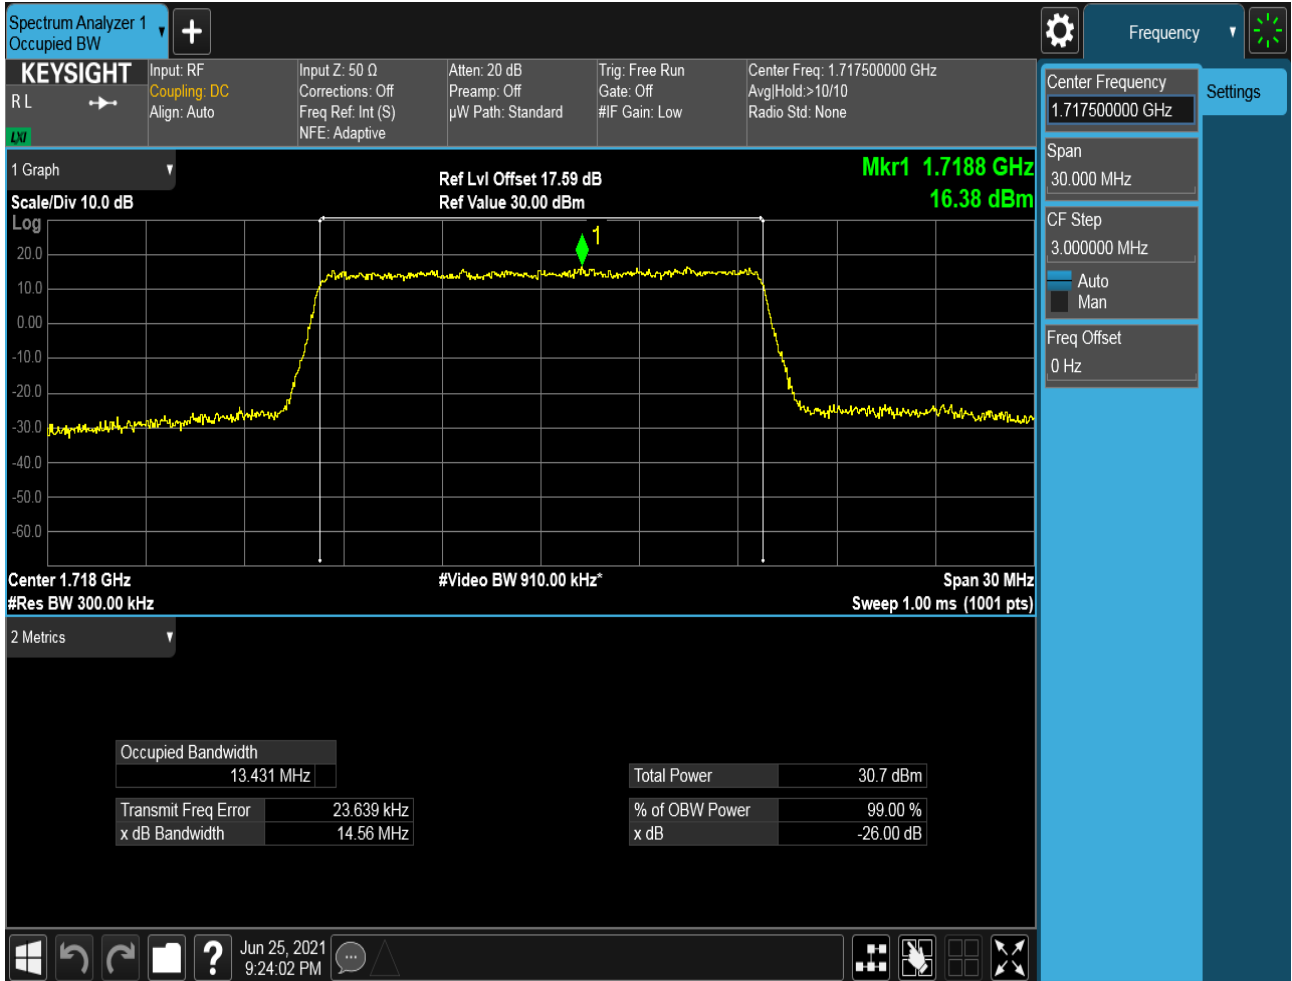 Spectrum Analyzer 1
Occupied BW
+
Frequency
KEYSIGHT
R L
LXI
Input: RF
Coupling: DC
Align: Auto
Input Z: 50 Ω
Corrections: Off
Freq Ref: Int (S)
NFE: Adaptive
Atten: 20 dB
Preamp: Off
µW Path: Standard
Trig: Free Run
Gate: Off
#IF Gain: Low
Center Freq: 1.717500000 GHz
Avg|Hold:>10/10
Radio Std: None
Center Frequency
1.717500000 GHz
Settings
Span
30.000 MHz
CF Step
3.000000 MHz
Auto
Man
Freq Offset
0 Hz
1 Graph
Scale/Div 10.0 dB
Ref Lvl Offset 17.59 dB
Ref Value 30.00 dBm
Mkr1 1.7188 GHz
16.38 dBm
Log
1
20.0
10.0
0.00
-10.0
-20.0
-30.0
-40.0
-50.0
-60.0
Center 1.718 GHz
#Video BW 910.00 kHz*
Span 30 MHz
#Res BW 300.00 kHz
Sweep 1.00 ms (1001 pts)
2 Metrics
Occupied Bandwidth
13.431 MHz
Total Power 30.7 dBm
Transmit Freq Error 23.639 kHz
% of OBW Power 99.00 %
x dB Bandwidth 14.56 MHz
x dB -26.00 dB
?
Jun 25, 2021
9:24:02 PM